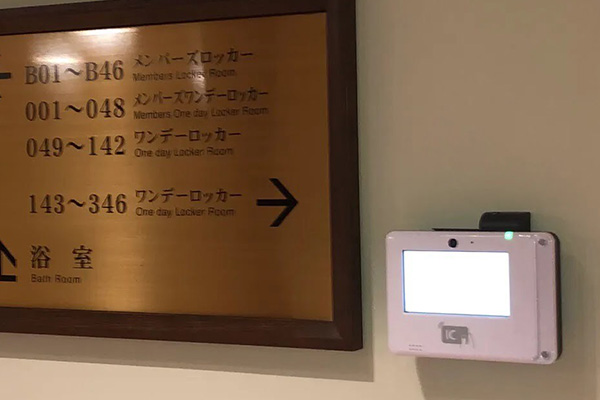 B01〜B46 メンバーズロッカー
Members Locker Room
001〜048 メンバーズワンデーロッカー
Members One day Locker Room
049〜142 ワンデーロッカー
One day Locker Room
143〜346 ワンデーロッカー
One day Locker Room
浴室
Bath Room